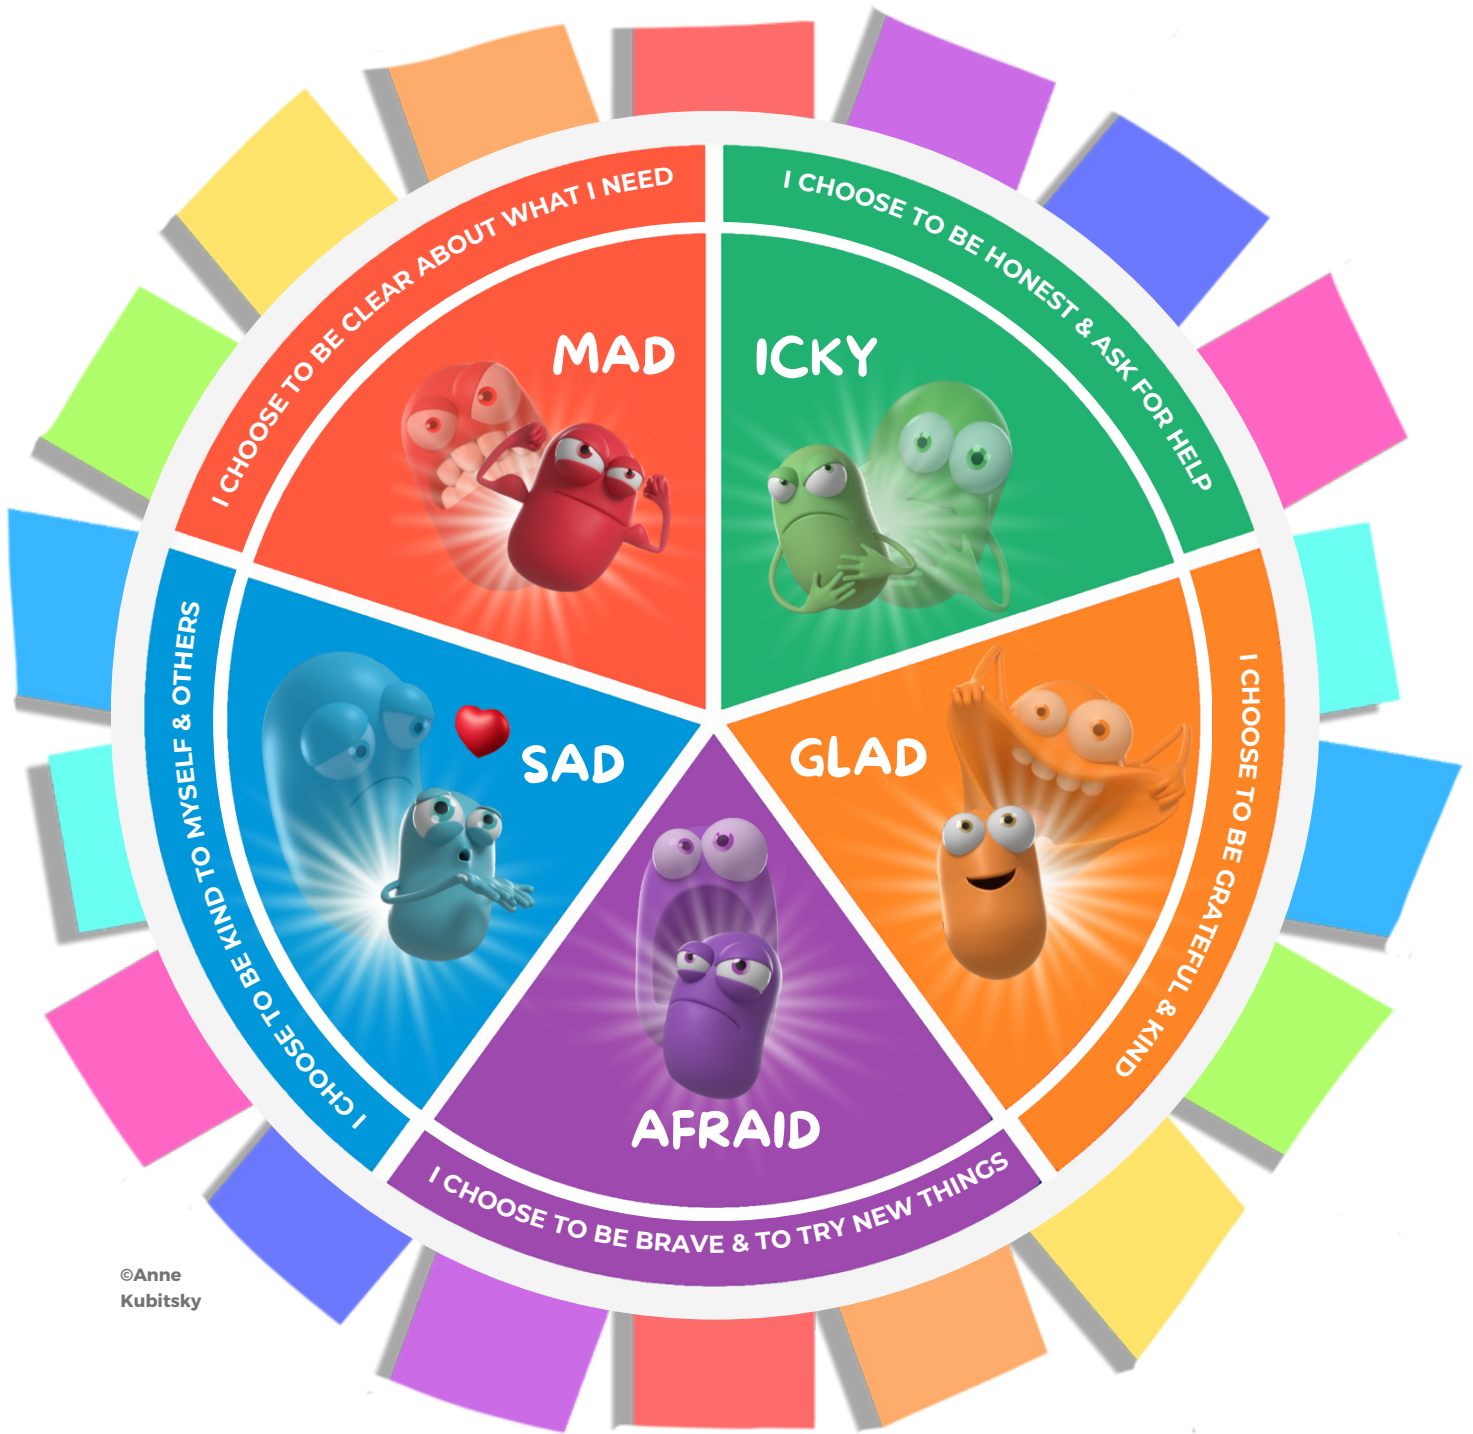 I CHOOSE TO BE CLEAR ABOUT WHAT I NEED
MAD
I CHOOSE TO BE HONEST & ASK FOR HELP
ICKY
I CHOOSE TO BE GRATEFUL & KIND
GLAD
AFRAID
I CHOOSE TO BE BRAVE & TO TRY NEW THINGS
I CHOOSE TO BE KIND TO MYSELF & OTHERS
SAD
©Anne
Kubitsky